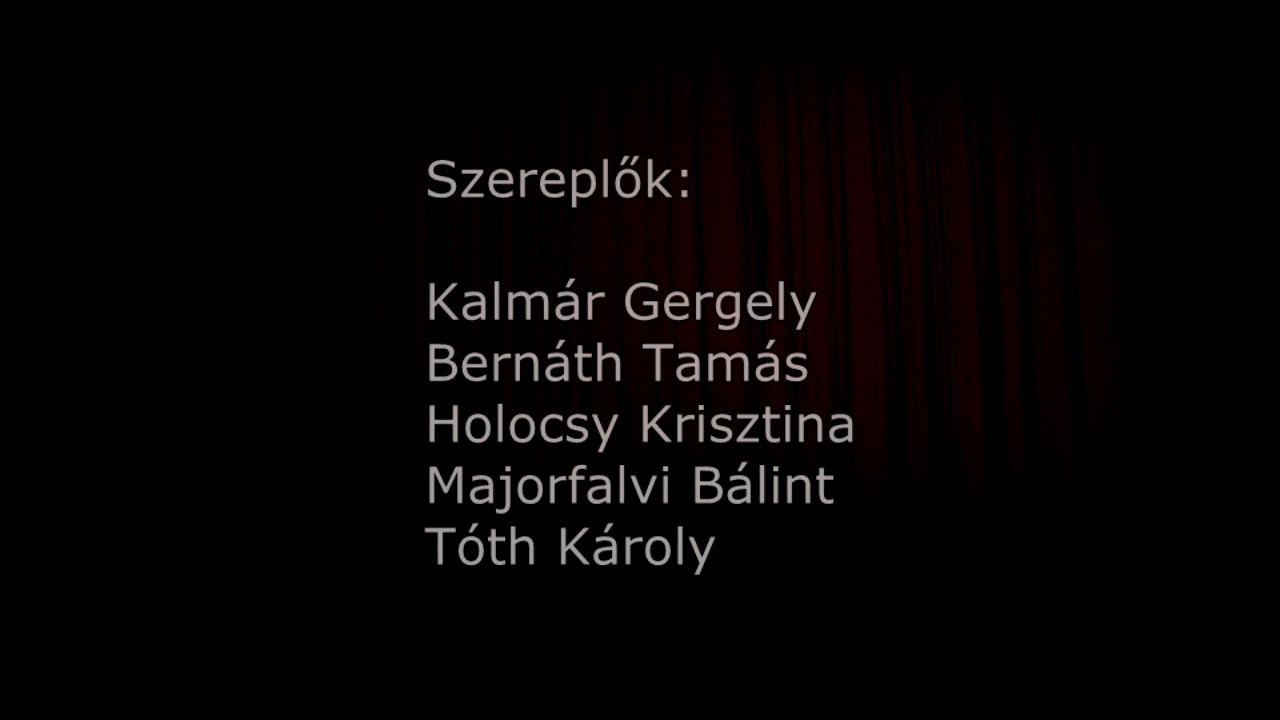 Szereplők:
Kalmár Gergely
Bernáth Tamás
Holocsy Krisztina
Majorfalvi Bálint
Tóth Károly